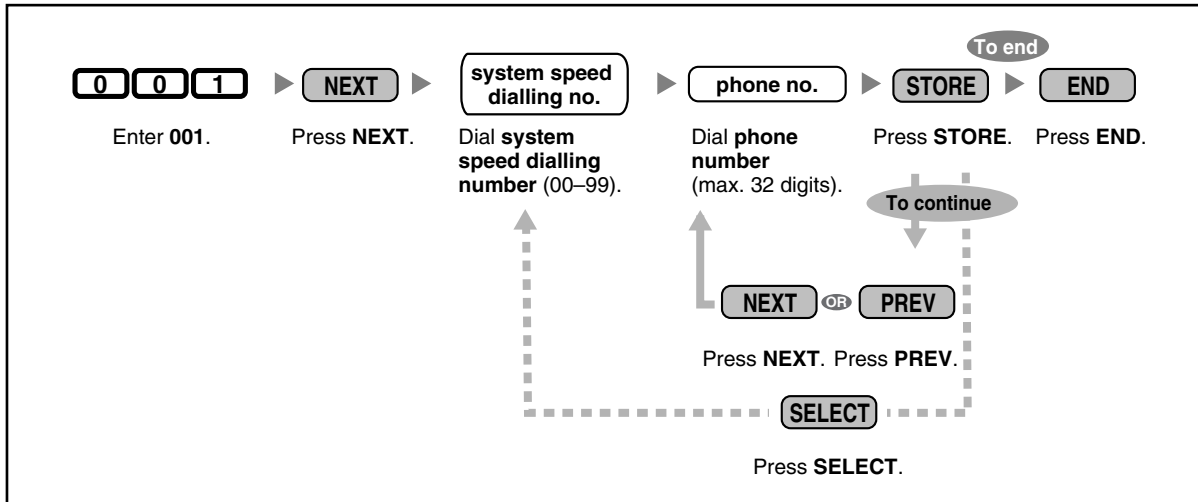 To end
0 0 1 NEXT system speed dialling no. phone no. STORE END
Enter 001. Press NEXT. Dial system speed dialling number (00–99). Dial phone number (max. 32 digits). Press STORE. Press END.
To continue
NEXT OR PREV
Press NEXT. Press PREV.
SELECT
Press SELECT.